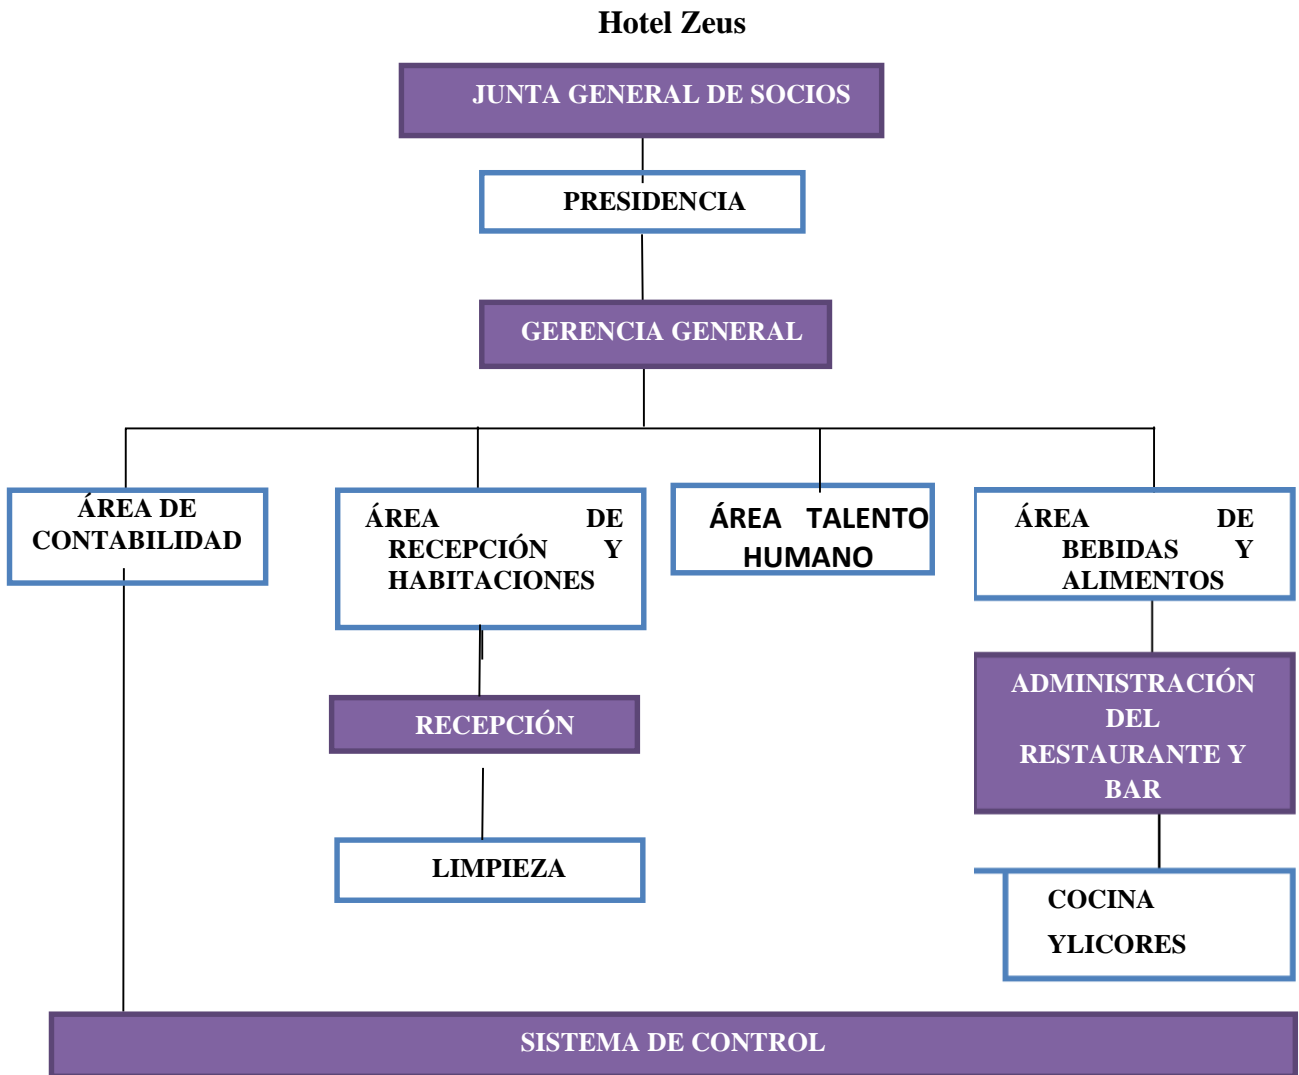 Hotel Zeus
JUNTA GENERAL DE SOCIOS
PRESIDENCIA
GERENCIA GENERAL
ÁREA DE
CONTABILIDAD
ÁREA DE
RECEPCIÓN Y
HABITACIONES
ÁREA TALENTO
HUMANO
ÁREA DE
BEBIDAS Y
ALIMENTOS
RECEPCIÓN
ADMINISTRACIÓN
DEL
RESTAURANTE Y
BAR
LIMPIEZA
COCINA
YLICORES
SISTEMA DE CONTROL